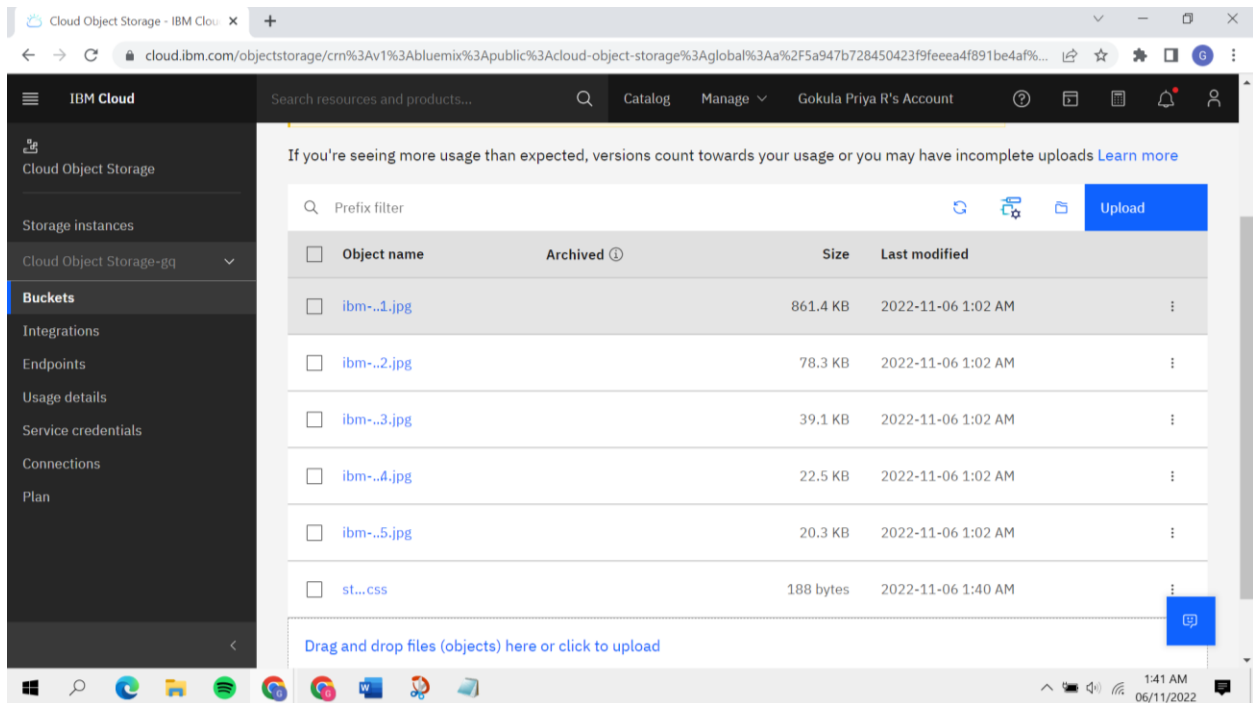 Cloud Object Storage - IBM Clou
cloud.ibm.com/objectstorage/crn%3Av1%3Abluemix%3Apublic%3Acloud-object-storage%3Aglobal%3Aa%2F5a947b728450423f9feeea4f891be4af%...
G
IBM Cloud
Search resources and products...
Catalog
Manage
Gokula Priya R's Account
Cloud Object Storage
Storage instances
Cloud Object Storage-gq
Buckets
Integrations
Endpoints
Usage details
Service credentials
Connections
Plan
If you're seeing more usage than expected, versions count towards your usage or you may have incomplete uploads Learn more
Prefix filter
Upload
Object name Archived Size Last modified
ibm-..1.jpg 861.4 KB 2022-11-06 1:02 AM
ibm-..2.jpg 78.3 KB 2022-11-06 1:02 AM
ibm-..3.jpg 39.1 KB 2022-11-06 1:02 AM
ibm-..4.jpg 22.5 KB 2022-11-06 1:02 AM
ibm-..5.jpg 20.3 KB 2022-11-06 1:02 AM
st...css 188 bytes 2022-11-06 1:40 AM
Drag and drop files (objects) here or click to upload
1:41 AM
06/11/2022